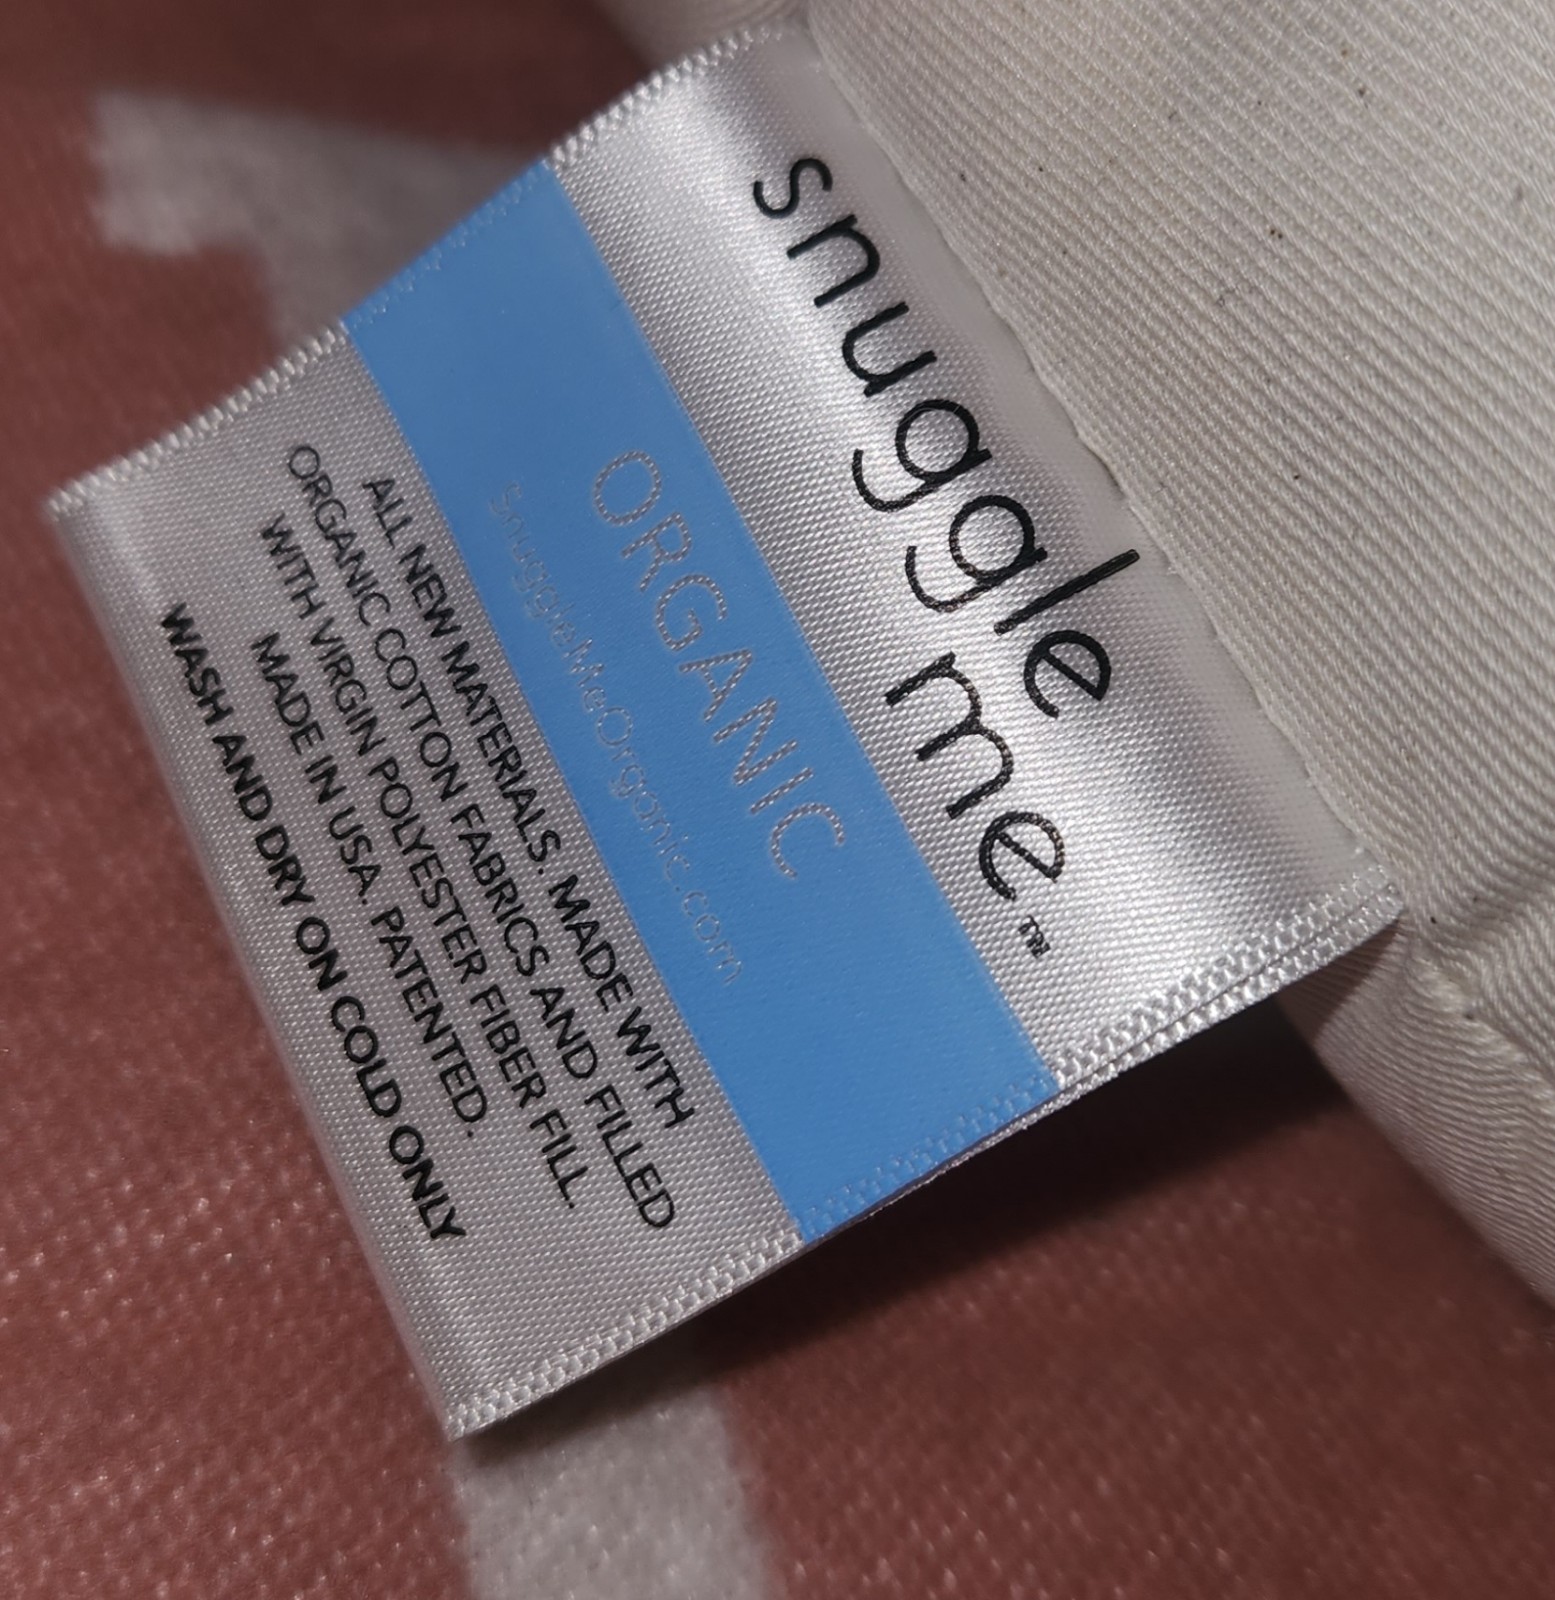 snuggle
me™
ORGANIC
SnuggleMeOrganic.com
ALL NEW MATERIALS. MADE WITH
ORGANIC COTTON FABRICS AND FILLED
WITH VIRGIN POLYESTER FIBER FILL.
MADE IN USA. PATENTED.
WASH AND DRY ON COLD ONLY